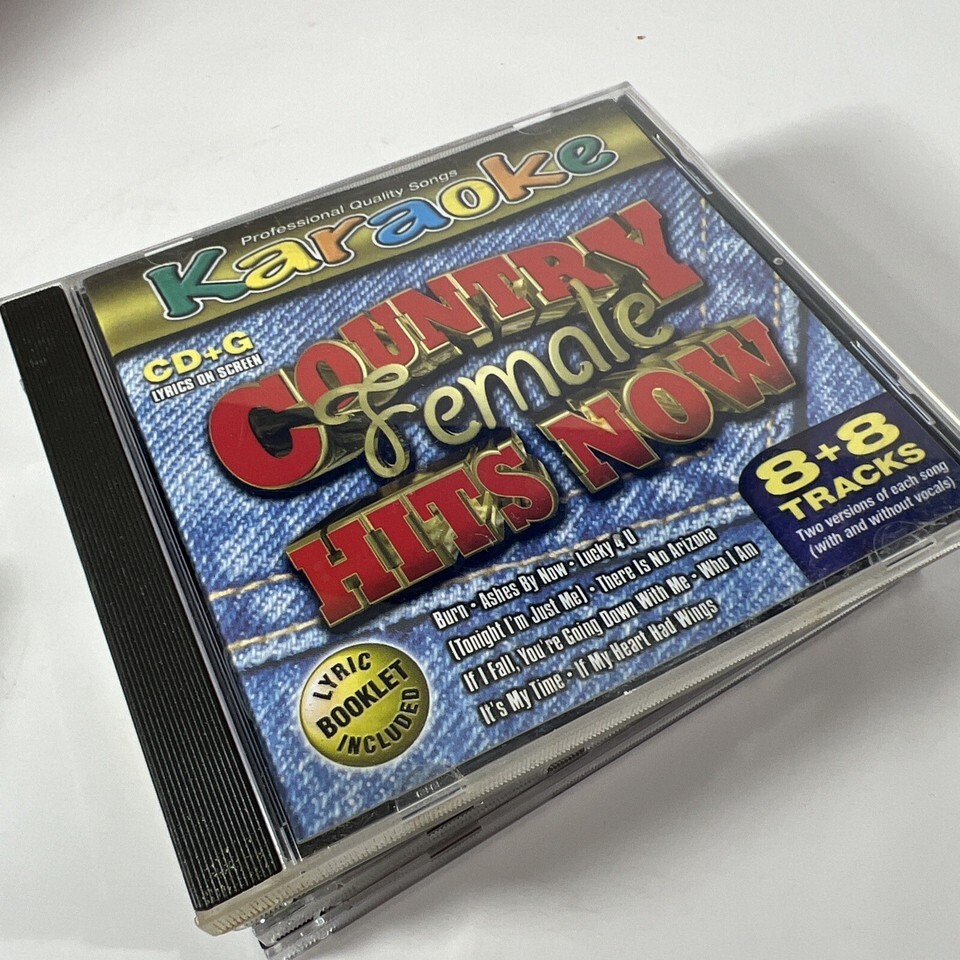 Professional Quality Songs
Karaoke
CD+G
LYRICS ON SCREEN
COUNTRY
Female
HITS NOW
8+8
TRACKS
Two versions of each song
(with and without vocals)
Burn • Ashes By Now • Lucky 4 U
(Tonight I'm Just Me) • There Is No Arizona
If I Fall, You're Going Down With Me • Who I Am
It's My Time • If My Heart Had Wings
LYRIC
BOOKLET
INCLUDED